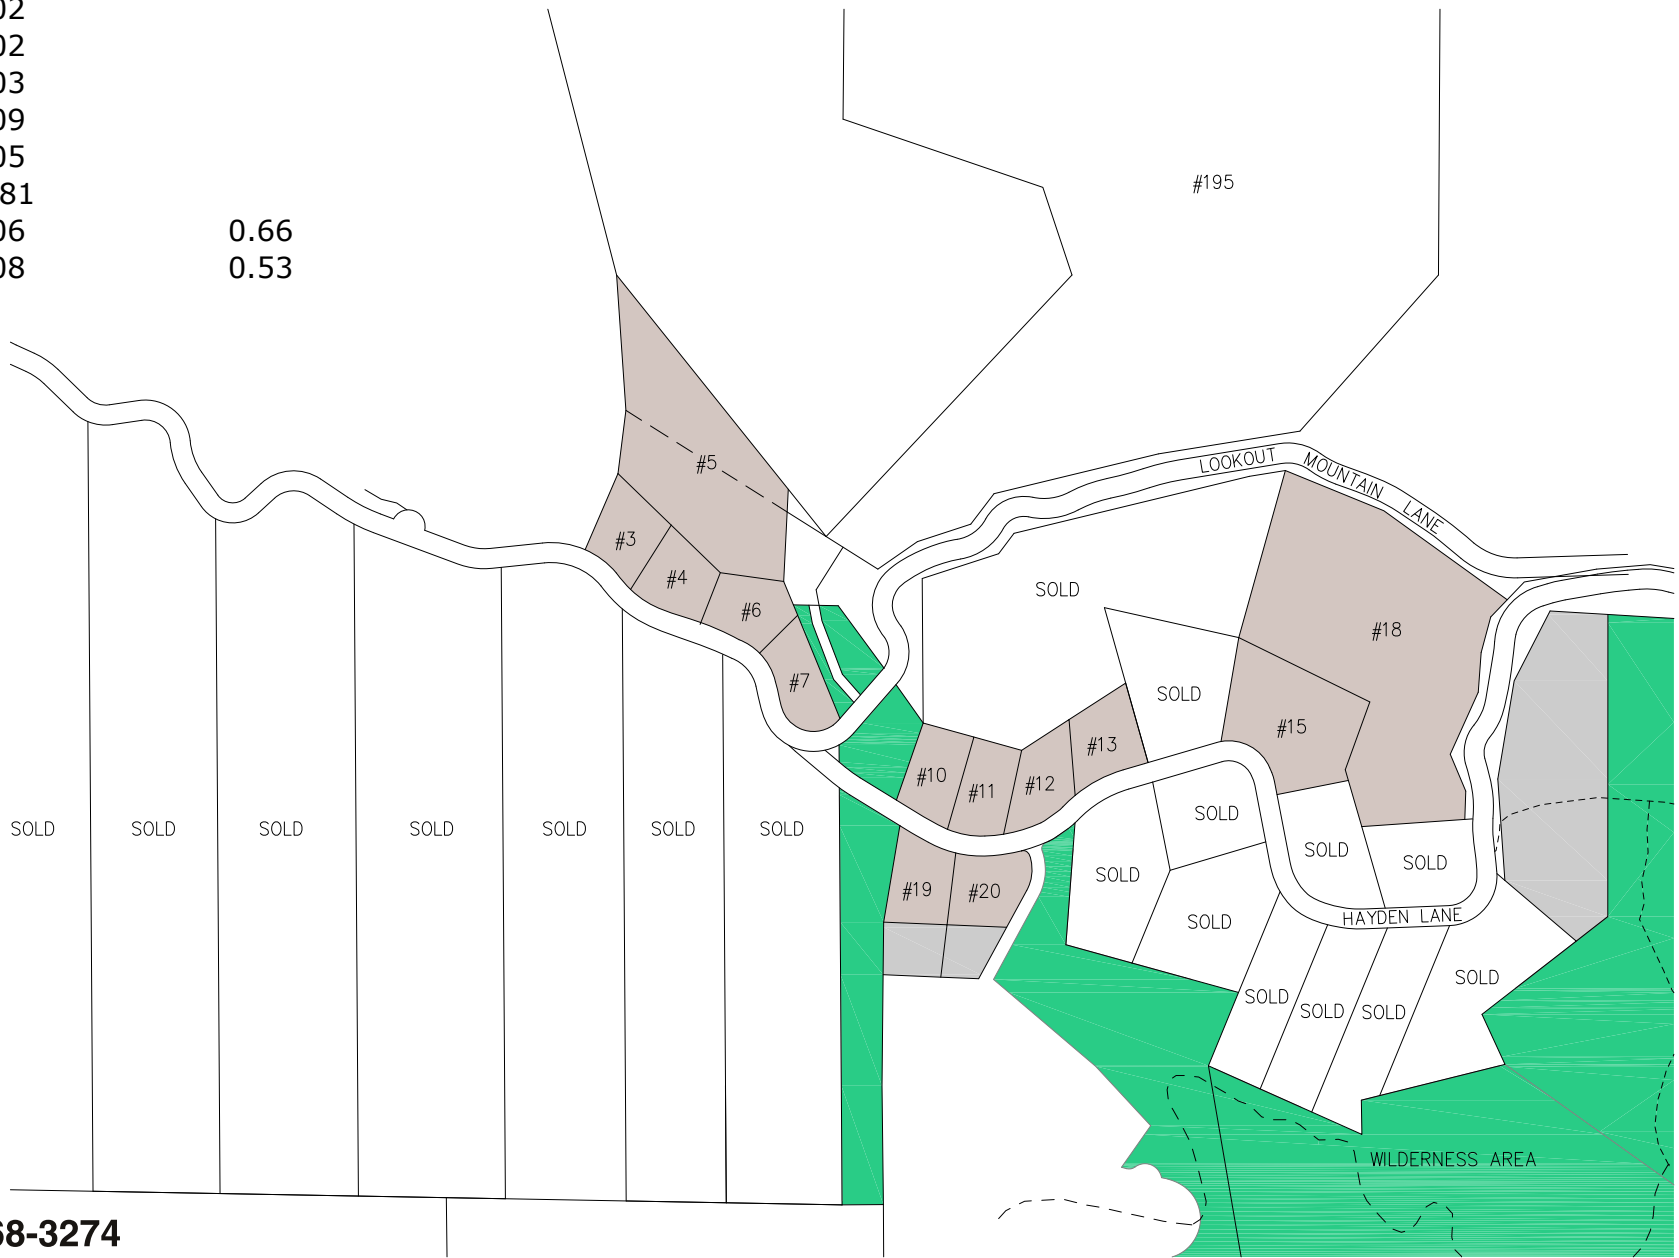 02
02
03
09
05
81
06 0.66
08 0.53
#195
LOOKOUT MOUNTAIN LANE
#5
#3
#4
#6
#7
SOLD
#18
SOLD
#15
#13
#12
#11
#10
SOLD
SOLD
SOLD
SOLD
SOLD
SOLD
SOLD
SOLD
SOLD
SOLD
SOLD
#19
#20
SOLD
SOLD
HAYDEN LANE
SOLD
SOLD
SOLD
SOLD
WILDERNESS AREA
68-3274